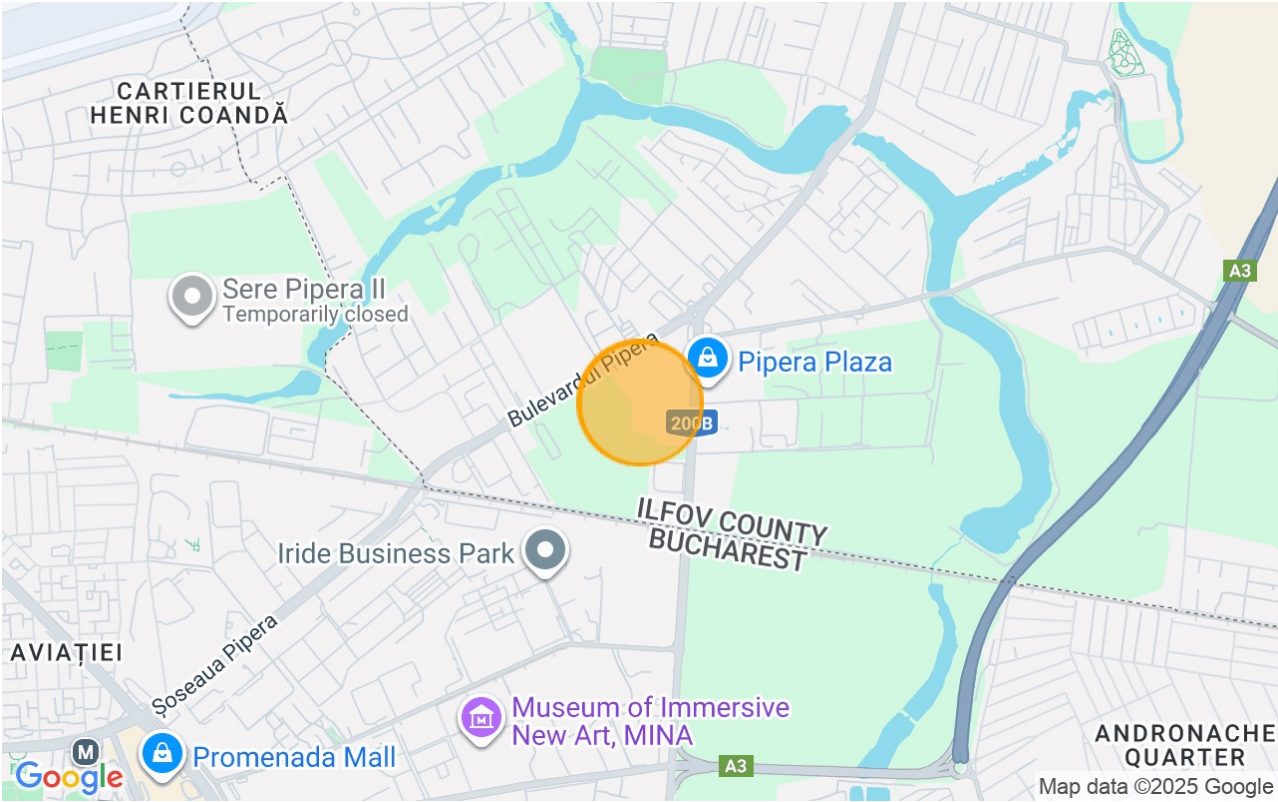 CARTIERUL
HENRI COANDĂ
A3
Sere Pipera II
Temporarily closed
Bulevardul Pipera
Pipera Plaza
200B
ILFOV COUNTY
BUCHAREST
Iride Business Park
AVIAȚIEI
Șoseaua Pipera
Museum of Immersive
New Art, MINA
ANDRONACHE
QUARTER
M
Promenada Mall
A3
Google
Map data ©2025 Google